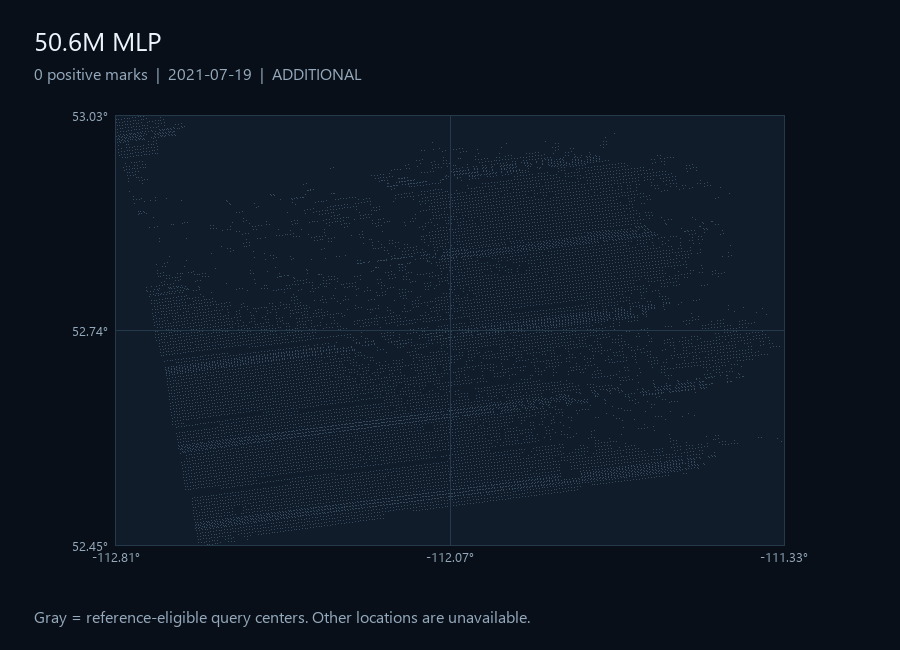 50.6M MLP
0 positive marks | 2021-07-19 | ADDITIONAL
53.03°
52.74°
52.45°
-112.81°
-112.07°
-111.33°
Gray = reference-eligible query centers. Other locations are unavailable.